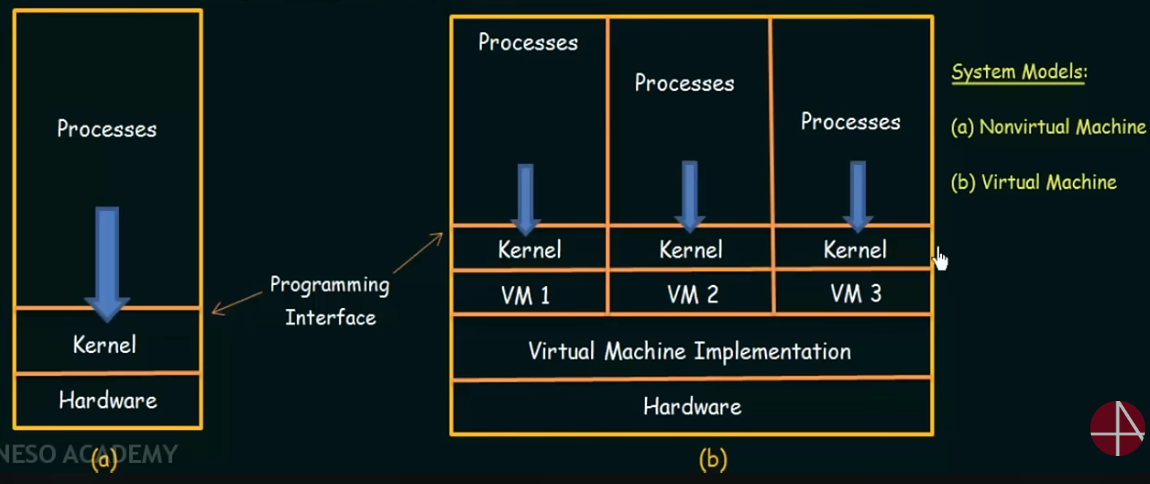 Processes
Kernel
Hardware
(a)
NESO ACADEMY
Programming
Interface
Processes
Processes
Processes
Kernel
Kernel
Kernel
VM 1
VM 2
VM 3
Virtual Machine Implementation
Hardware
(b)
System Models:
(a) Nonvirtual Machine
(b) Virtual Machine